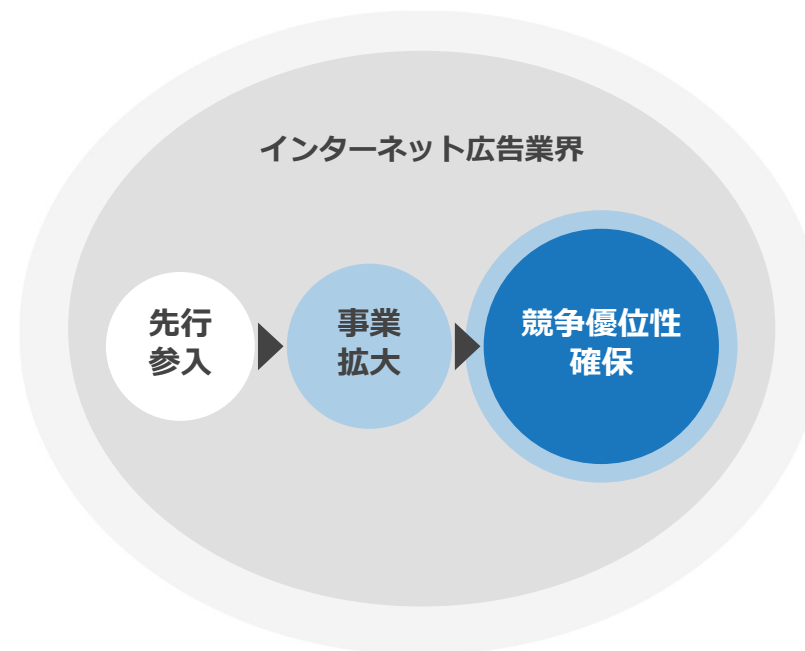 インターネット広告業界
先行
参入
事業
拡大
競争優位性
確保